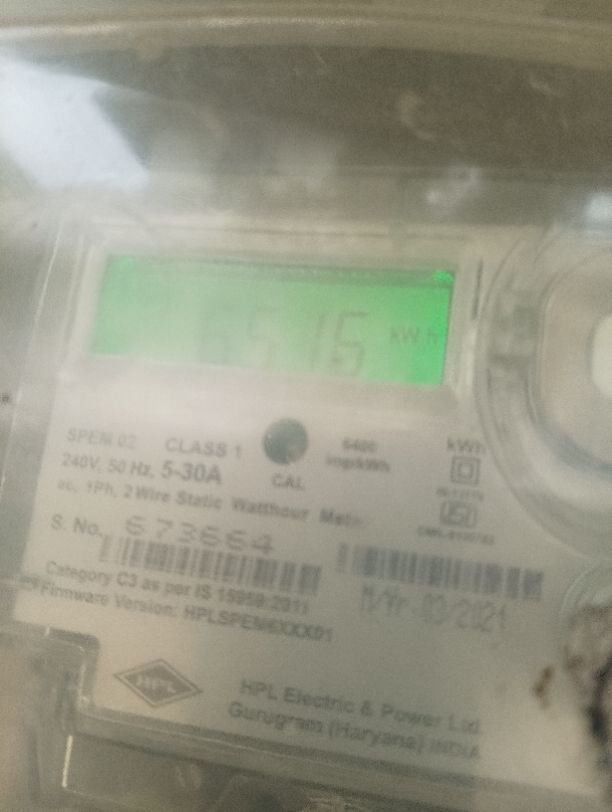 6516 kWh
SPEM 02 CLASS 1 6400 imp/kWh kWh
240V, 50 Hz, 5-30A CAL
ac, 1Ph, 2 Wire Static Watthour Meter
S. No. 673664
Category C3 as per IS 15959:2011
M/Yr. 03/2021
Firmware Version: HPLSPEM6XXX01
HPL
HPL Electric & Power Ltd.
Gurugram (Haryana) INDIA